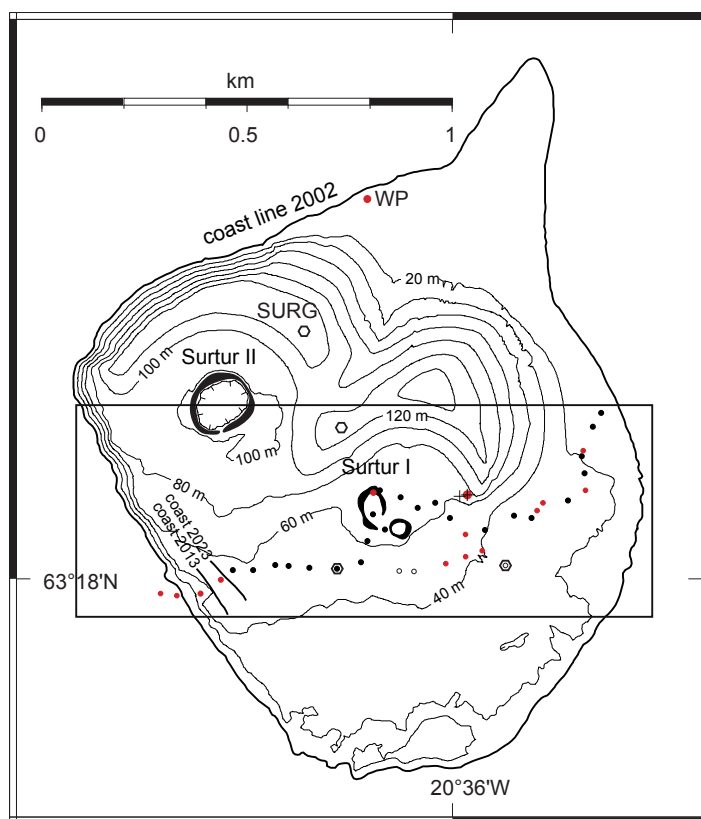 km
0
0.5
1
WP
coast line 2002
20 m
SURG
100 m
Surtur II
120 m
100 m
Surtur I
80 m
60 m
coast 2023
coast 2013
63°18'N
40 m
20°36'W